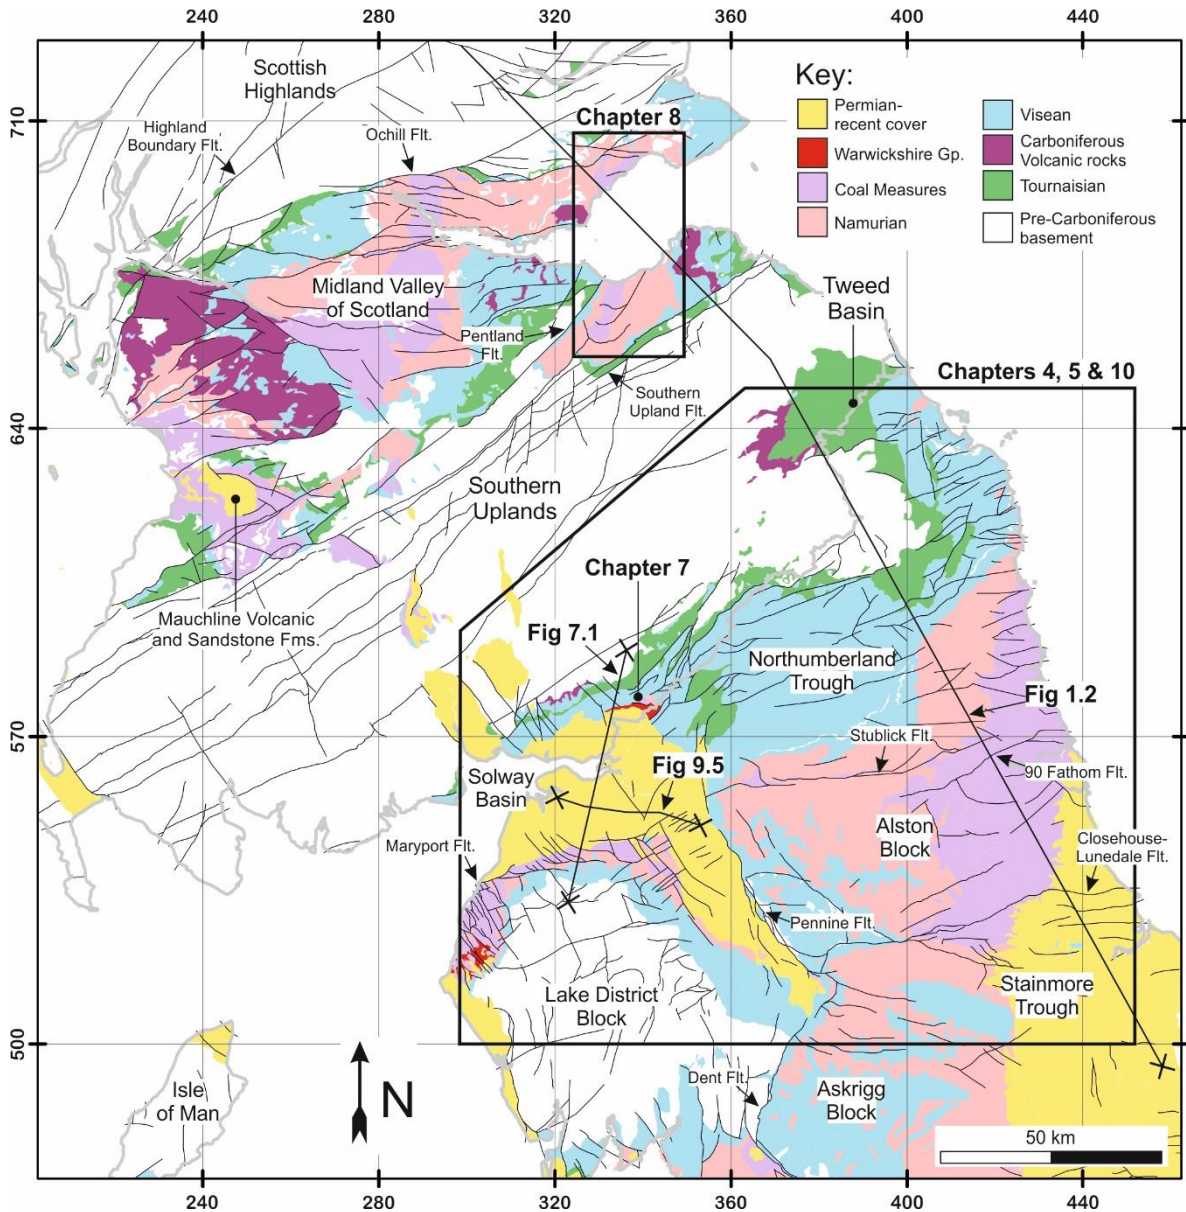 240
280
320
360
400
440
710
640
570
500
Scottish
Highlands
Highland
Boundary Flt.
Ochill Flt.
Chapter 8
Key:
Permian-
recent cover
Warwickshire Gp.
Coal Measures
Namurian
Visean
Carboniferous
Volcanic rocks
Tournaisian
Pre-Carboniferous
basement
Midland Valley
of Scotland
Pentland
Flt.
Southern
Upland Flt.
Tweed
Basin
Chapters 4, 5 & 10
Southern
Uplands
Mauchline Volcanic
and Sandstone Fms.
Chapter 7
Fig 7.1
Northumberland
Trough
Fig 1.2
Stublick Flt.
90 Fathom Flt.
Solway
Basin
Fig 9.5
Maryport Flt.
Alston
Block
Closehouse-
Lunedale Flt.
Pennine Flt.
Lake District
Block
Stainmore
Trough
Isle
of Man
N
Dent Flt.
Askrigg
Block
50 km
240
280
320
360
400
440